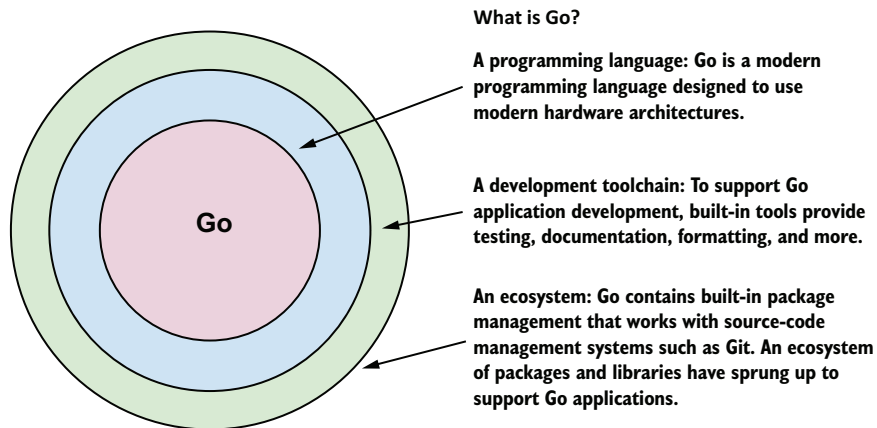 What is Go?
A programming language: Go is a modern
programming language designed to use
modern hardware architectures.
Go
A development toolchain: To support Go
application development, built-in tools provide
testing, documentation, formatting, and more.
An ecosystem: Go contains built-in package
management that works with source-code
management systems such as Git. An ecosystem
of packages and libraries have sprung up to
support Go applications.